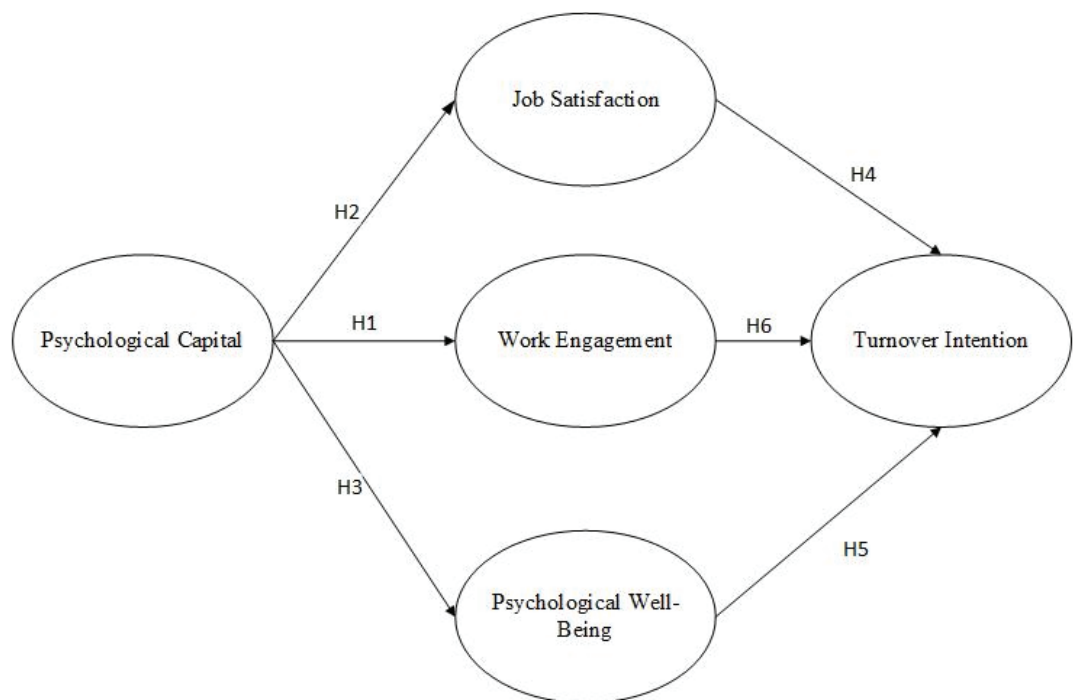 Job Satisfaction
H4
H2
Psychological Capital
H1
Work Engagement
H6
Turnover Intention
H3
H5
Psychological Well-
Being